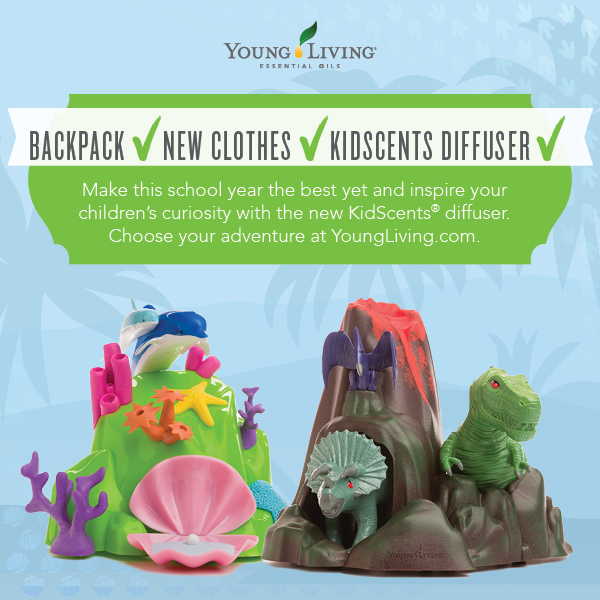 YOUNG LIVING®
ESSENTIAL OILS
BACKPACK ✓ NEW CLOTHES ✓ KIDSCENTS DIFFUSER ✓
Make this school year the best yet and inspire your
children's curiosity with the new KidScents® diffuser.
Choose your adventure at YoungLiving.com.
YOUNG LIVING